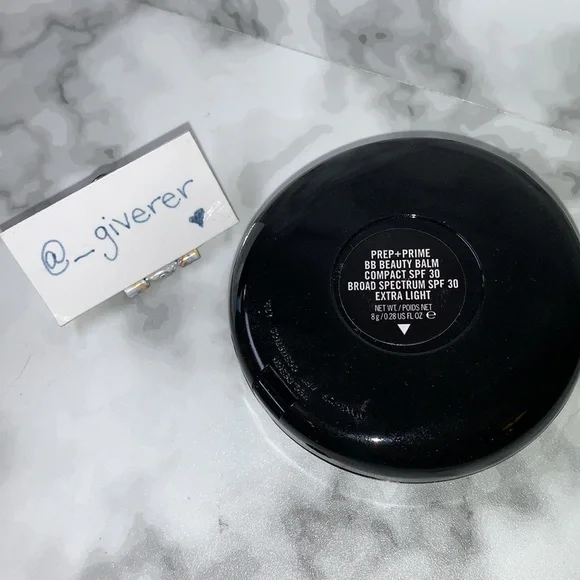 @_giverer
PREP+PRIME
BB BEAUTY BALM
COMPACT SPF 30
BROAD SPECTRUM SPF 30
EXTRA LIGHT
NET WT. / POIDS NET
8 g / 0.28 US FL OZ ℮